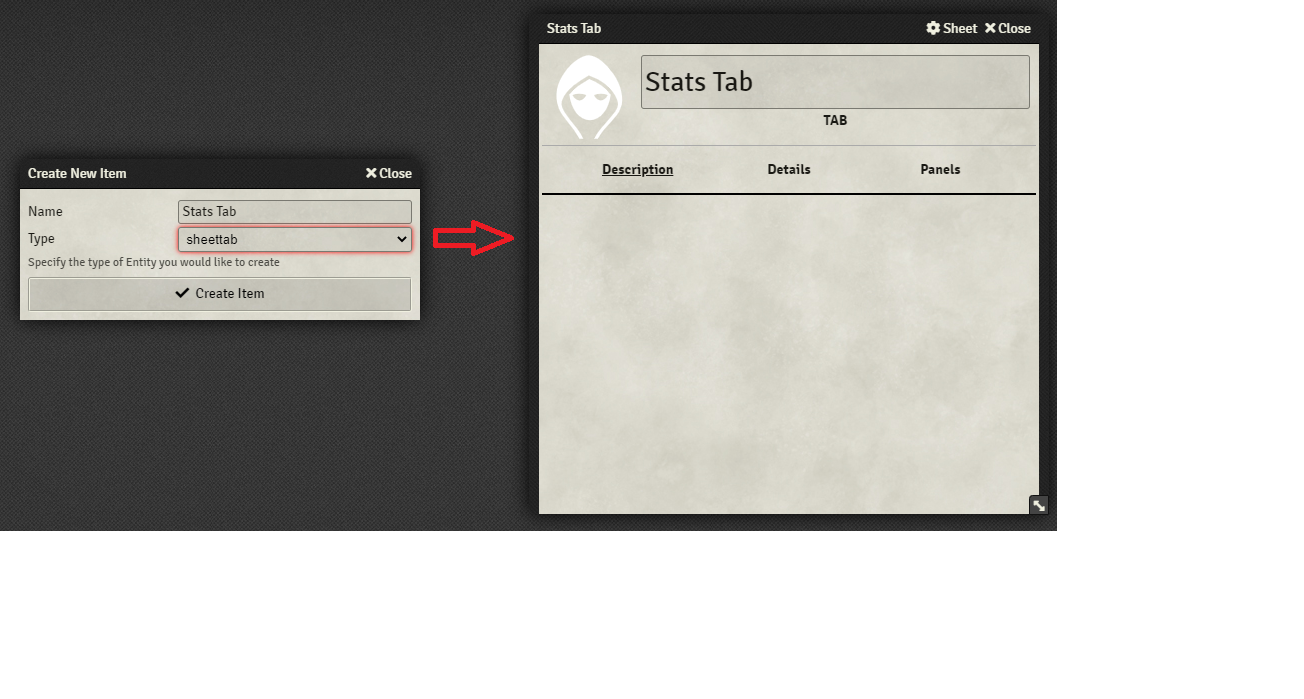 Create New Item Close
Name Stats Tab
Type sheettab
Specify the type of Entity you would like to create
Create Item
Stats Tab Sheet Close
Stats Tab
TAB
Description Details Panels